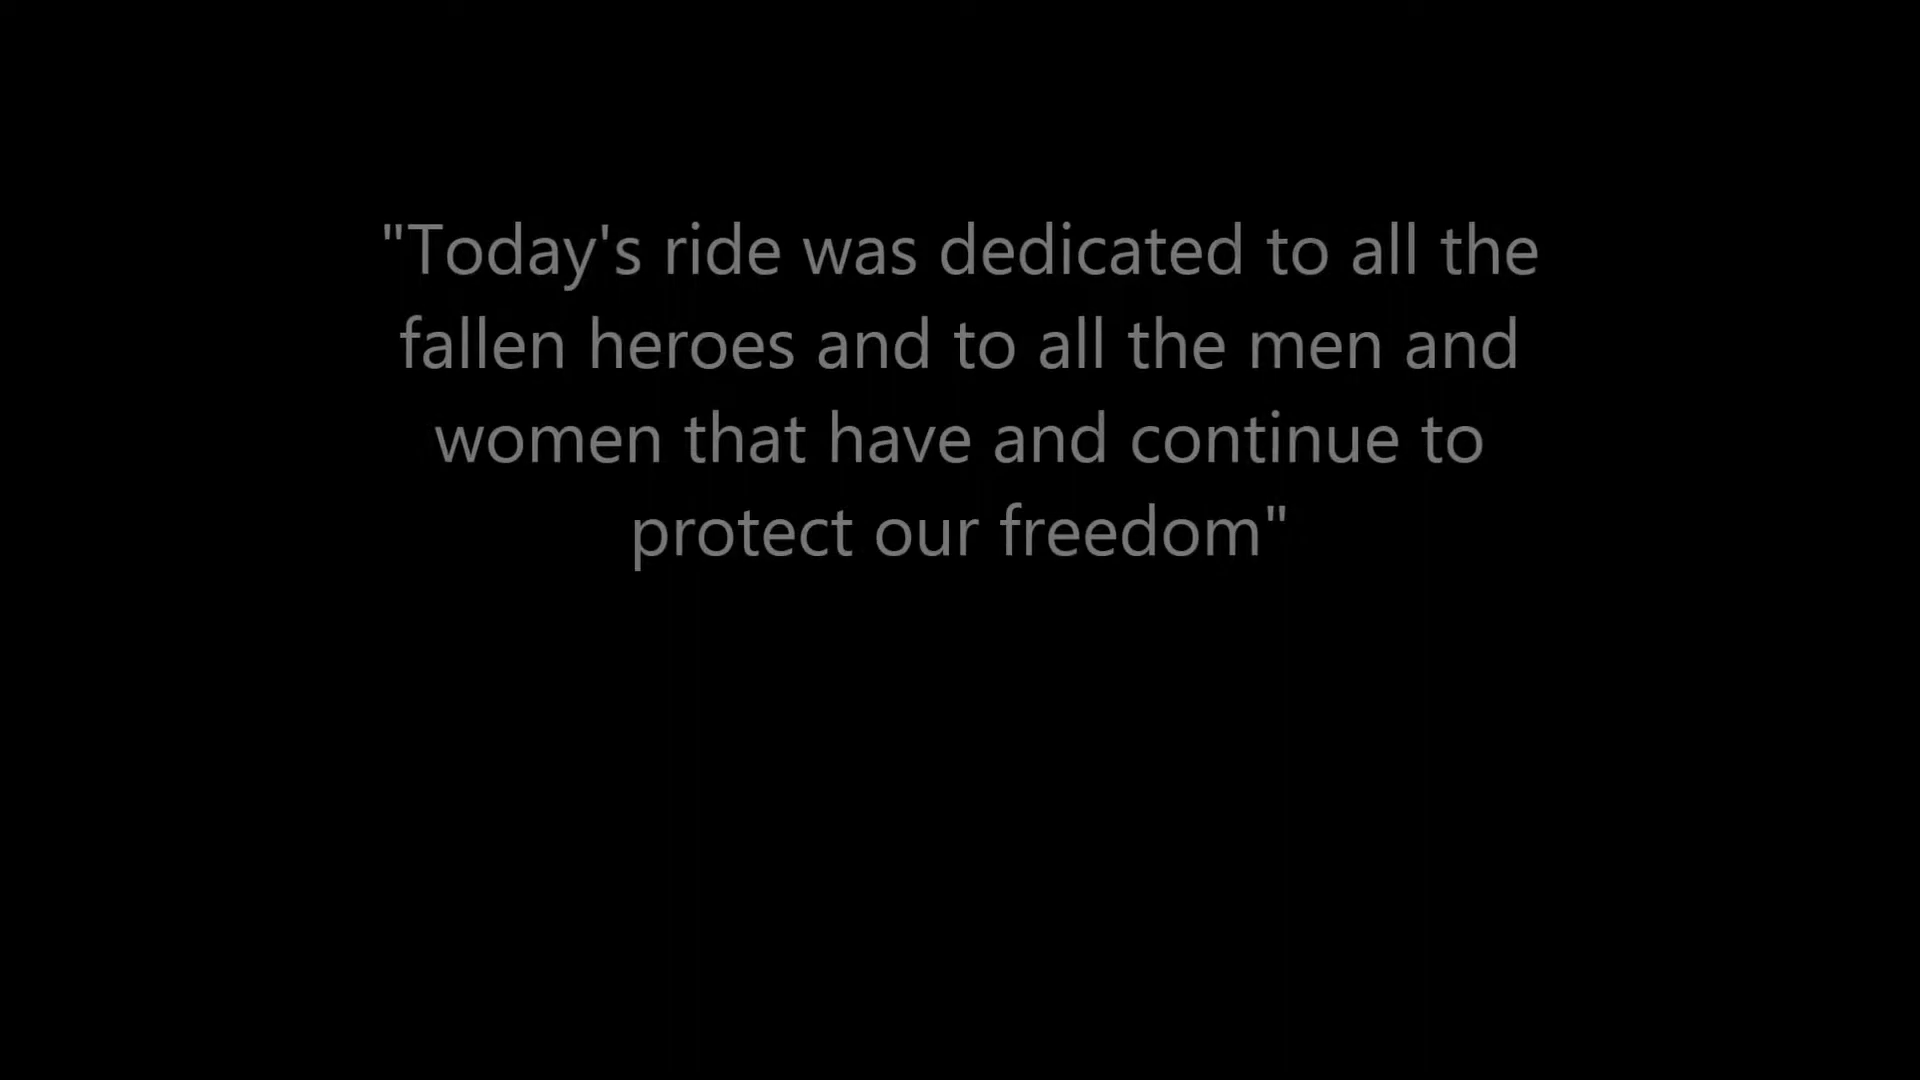 "Today's ride was dedicated to all the
fallen heroes and to all the men and
women that have and continue to
protect our freedom"